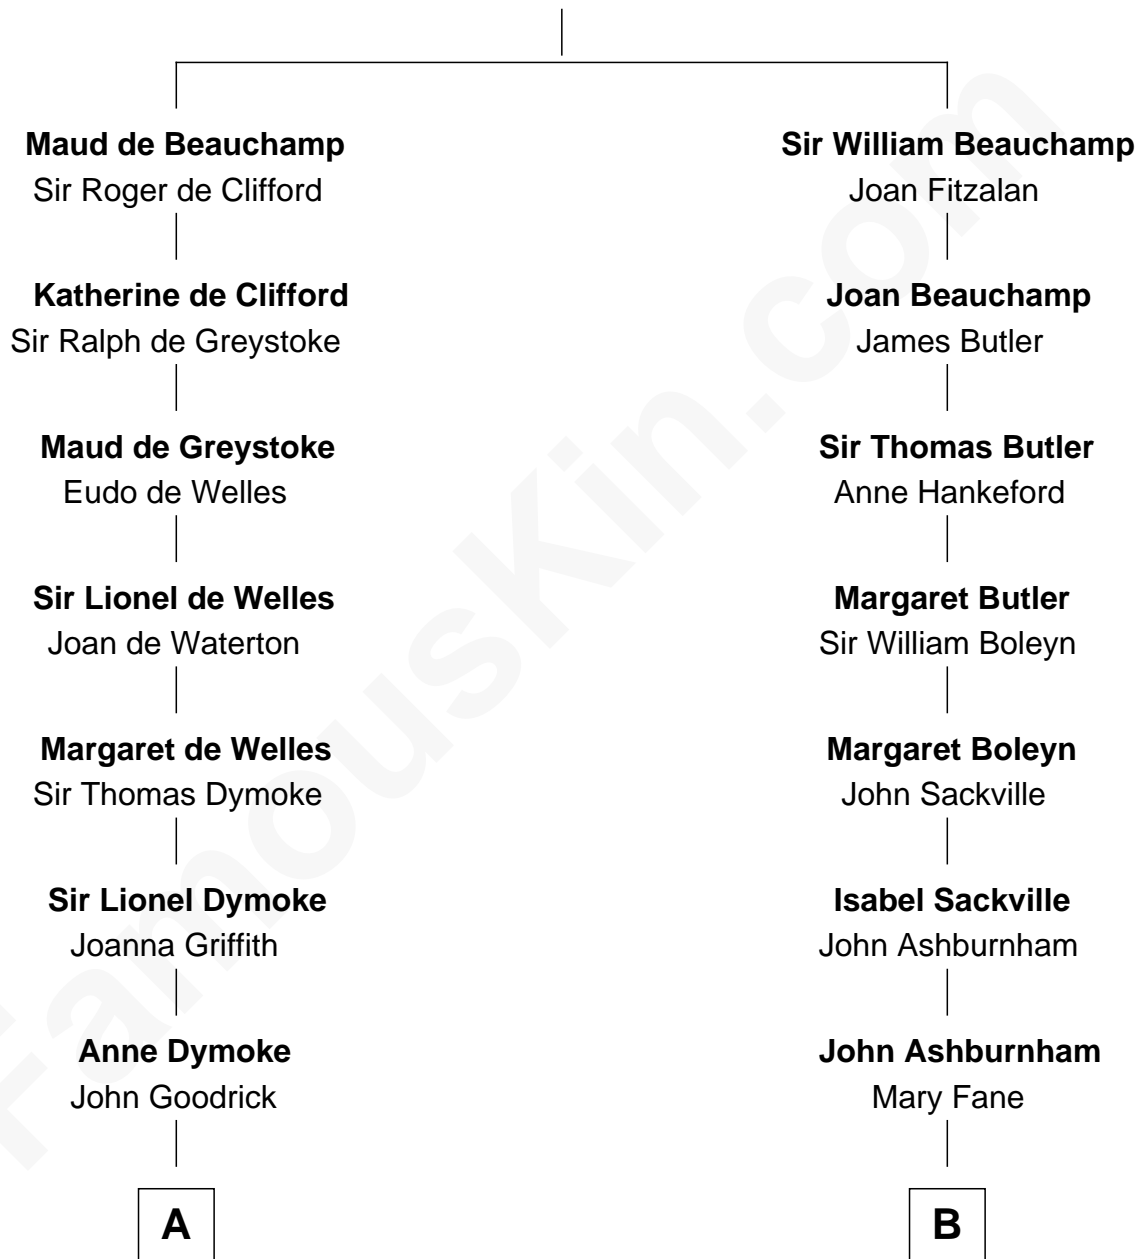 Maud de Beauchamp
Sir Roger de Clifford
Katherine de Clifford
Sir Ralph de Greystoke
Maud de Greystoke
Eudo de Welles
Sir Lionel de Welles
Joan de Waterton
Margaret de Welles
Sir Thomas Dymoke
Sir Lionel Dymoke
Joanna Griffith
Anne Dymoke
John Goodrick
A
Sir William Beauchamp
Joan Fitzalan
Joan Beauchamp
James Butler
Sir Thomas Butler
Anne Hankeford
Margaret Butler
Sir William Boleyn
Margaret Boleyn
John Sackville
Isabel Sackville
John Ashburnham
John Ashburnham
Mary Fane
B
FamousKin.com